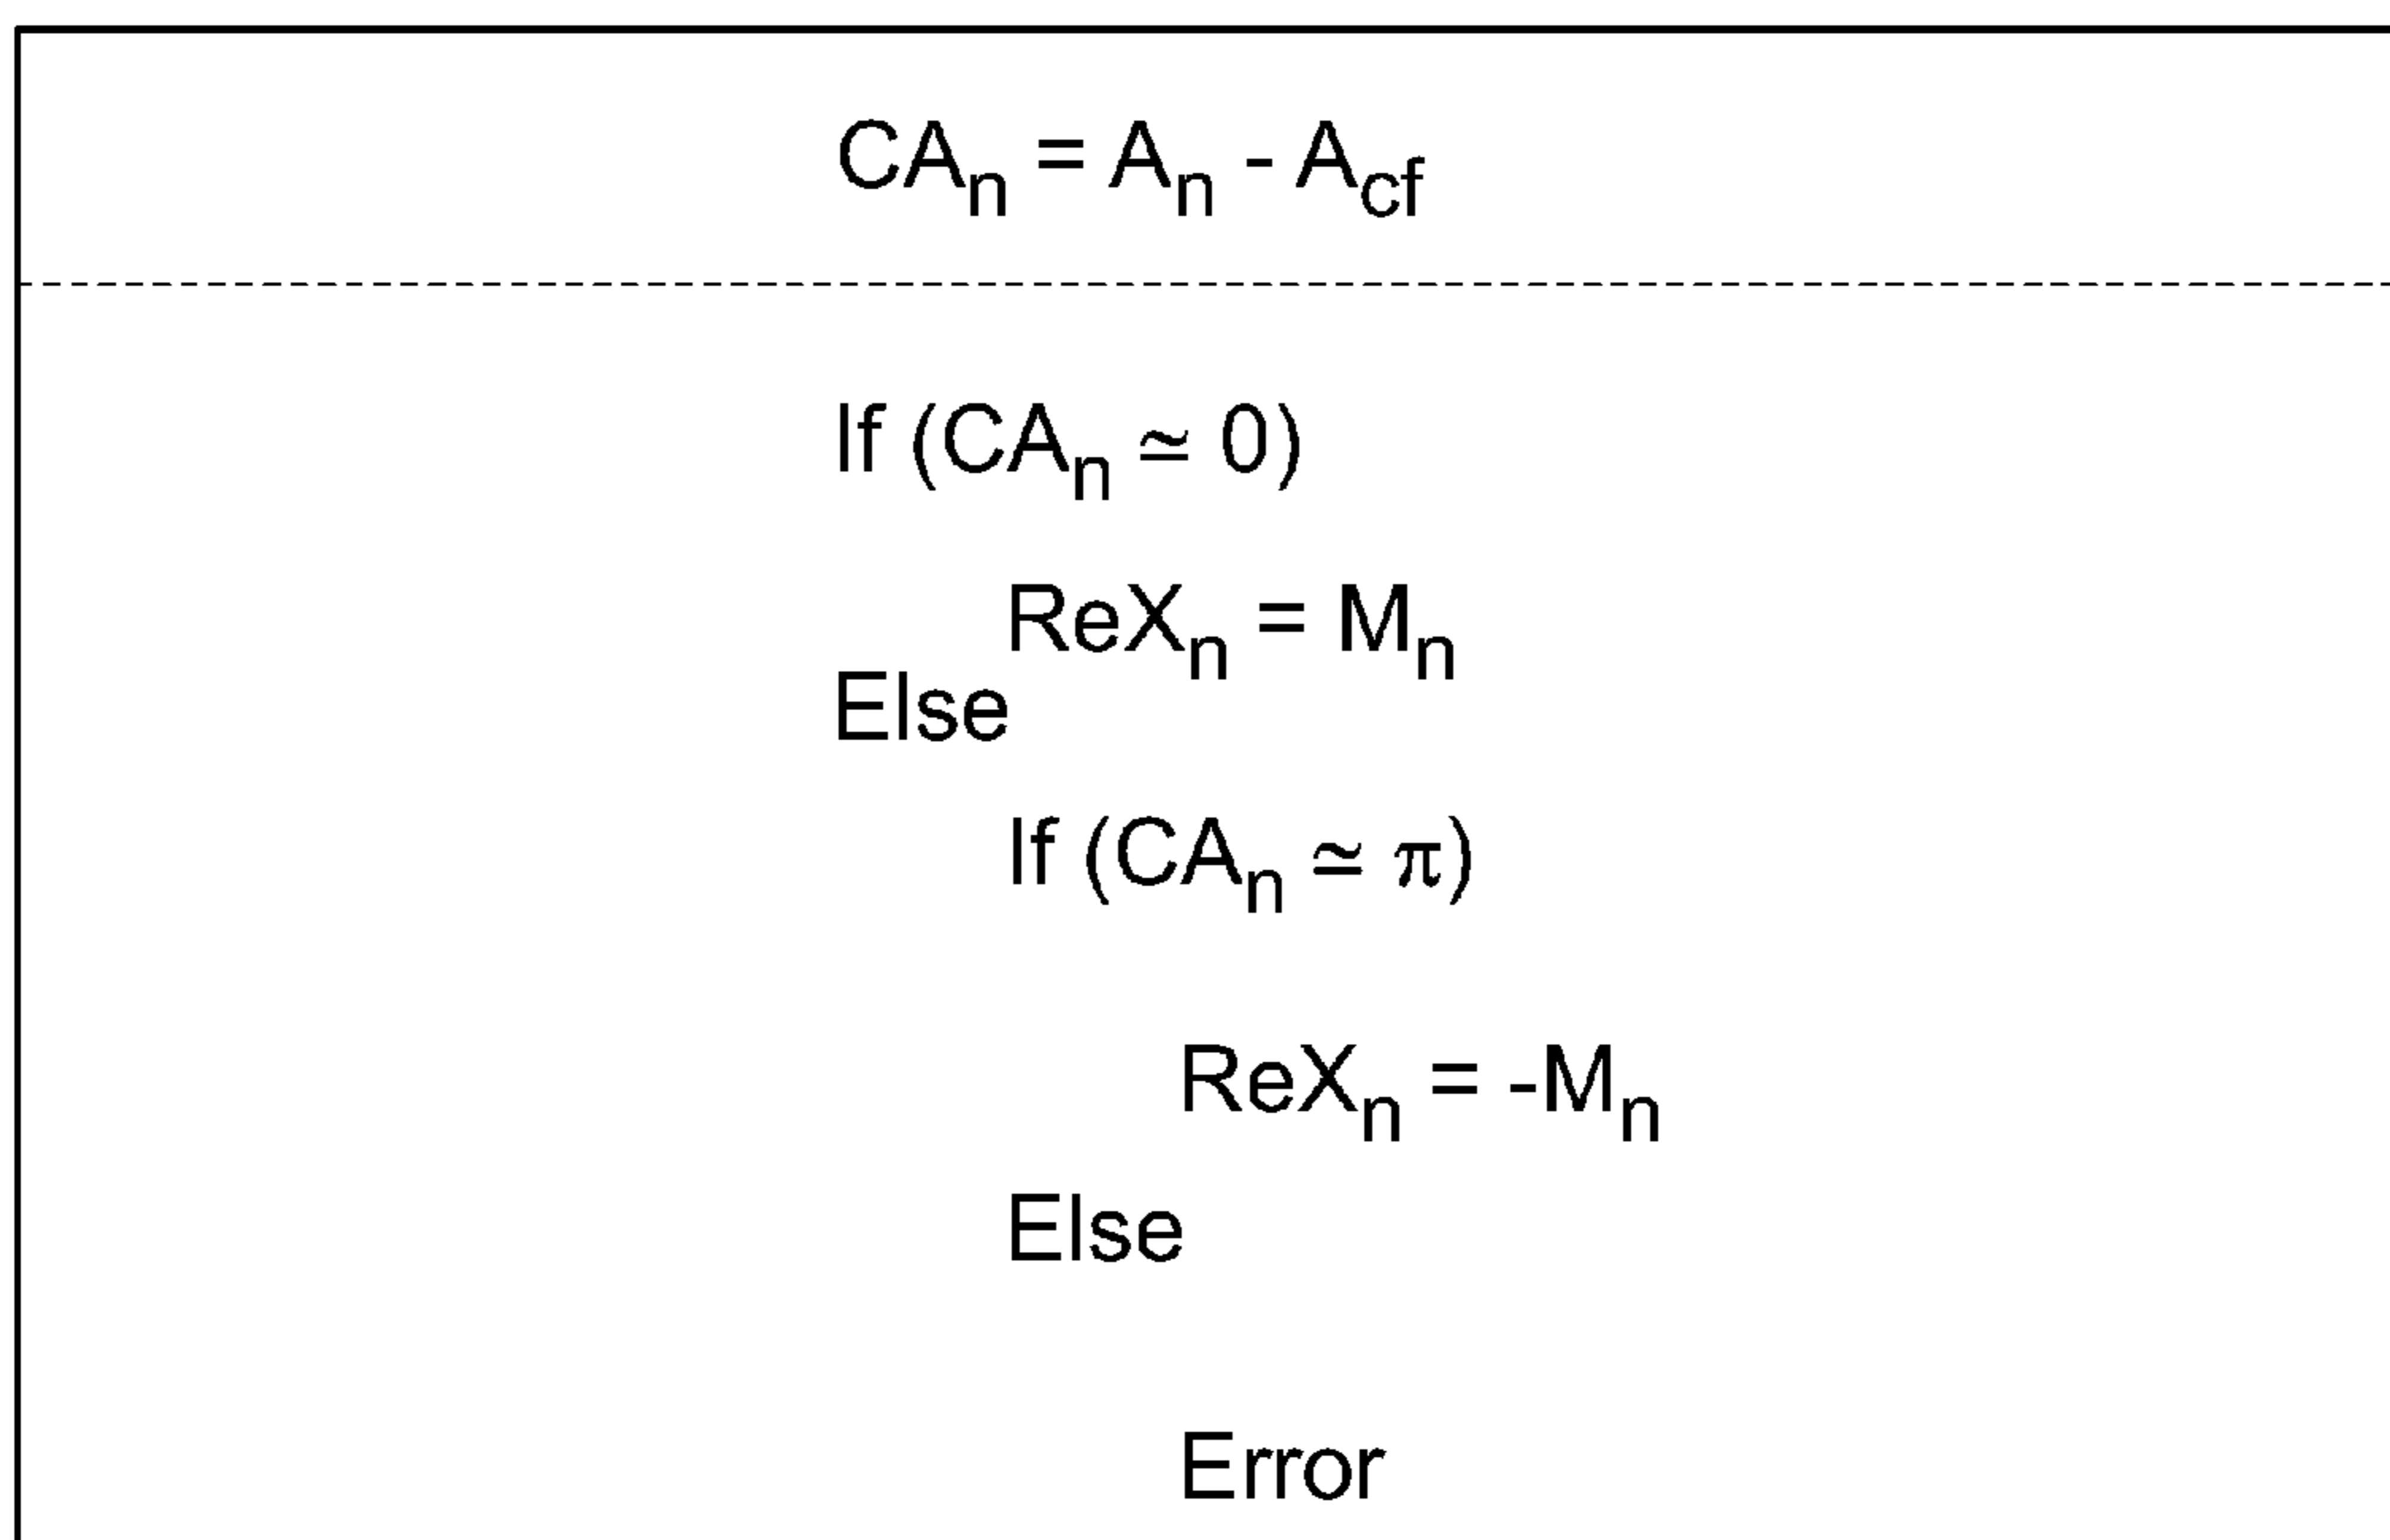 CAn = An - Acf
If (CAn ≃ 0)
ReXn = Mn
Else
If (CAn ≃ π)
ReXn = -Mn
Else
Error